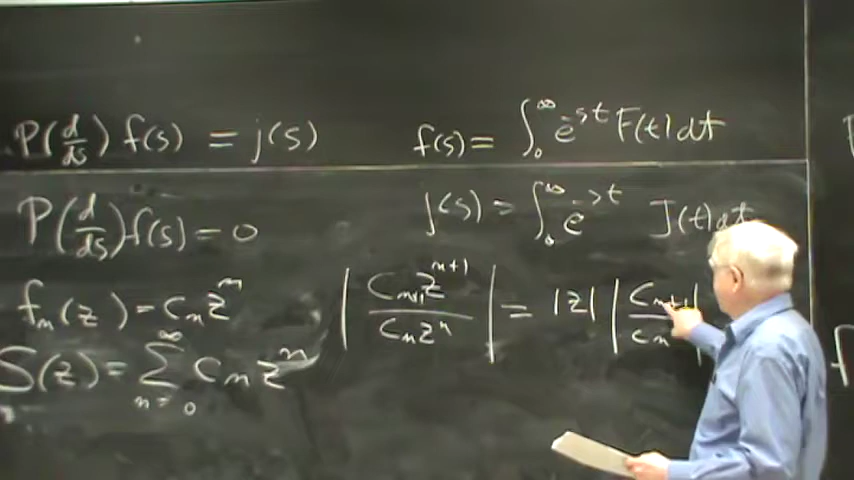 P(d/ds) f(s) = j(s)
f(s) = ∫₀^∞ e^{-st} F(t) dt
P(d/ds) f(s) = 0
j(s) = ∫₀^∞ e^{-st} J(t) dt
f_n(z) = c_n z^n
| c_{n+1} z^{n+1} / c_n z^n | = |z| | c_{n+1} / c_n |
S(z) = ∑_{n=0}^∞ c_n z^n